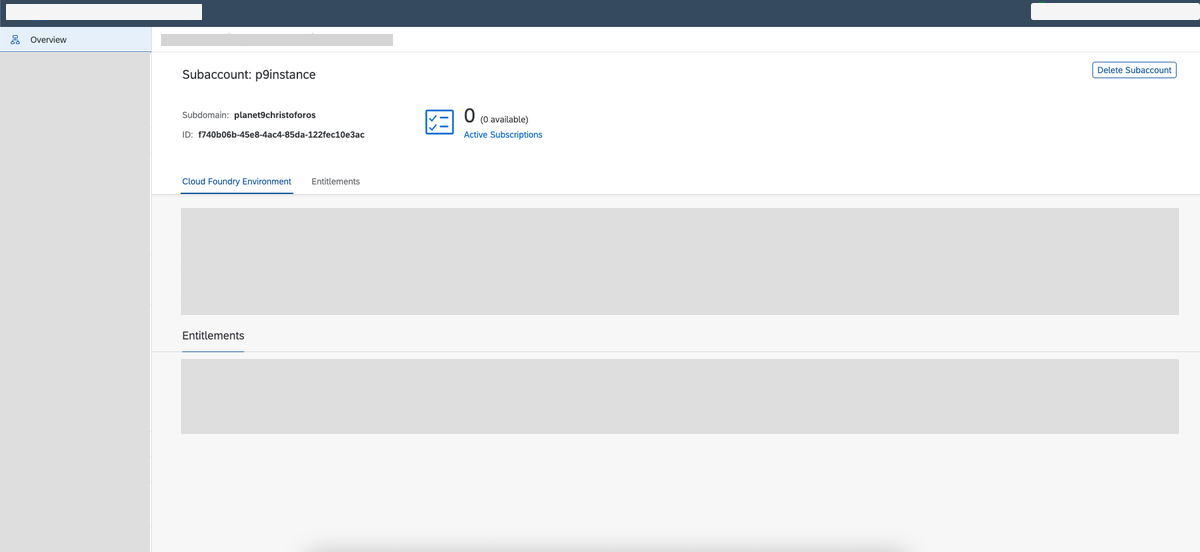 Overview
Subaccount: p9instance
Delete Subaccount
Subdomain: planet9christoforos
ID: f740b06b-45e8-4ac4-85da-122fec10e3ac
0 (0 available)
Active Subscriptions
Cloud Foundry Environment
Entitlements
Entitlements